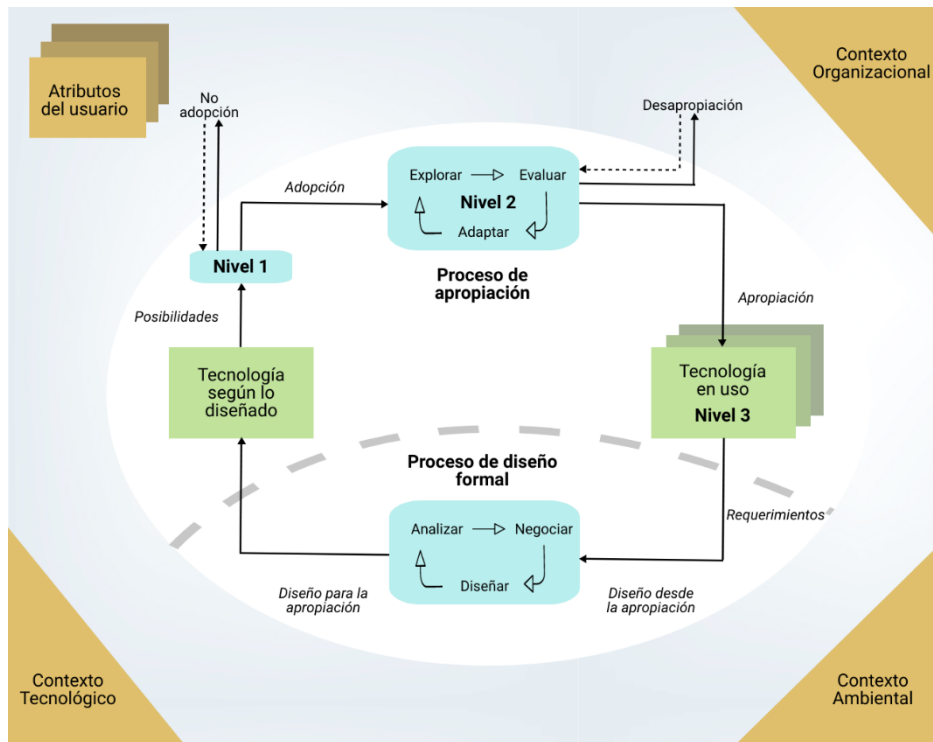 Atributos
del usuario
No
adopción
Contexto
Organizacional
Desapropiación
Adopción
Explorar
Evaluar
Nivel 2
Adaptar
Nivel 1
Proceso de
apropiación
Posibilidades
Apropiación
Tecnología
según lo
diseñado
Tecnología
en uso
Nivel 3
Proceso de diseño
formal
Requerimientos
Analizar
Negociar
Diseñar
Diseño para la
apropiación
Diseño desde
la apropiación
Contexto
Tecnológico
Contexto
Ambiental